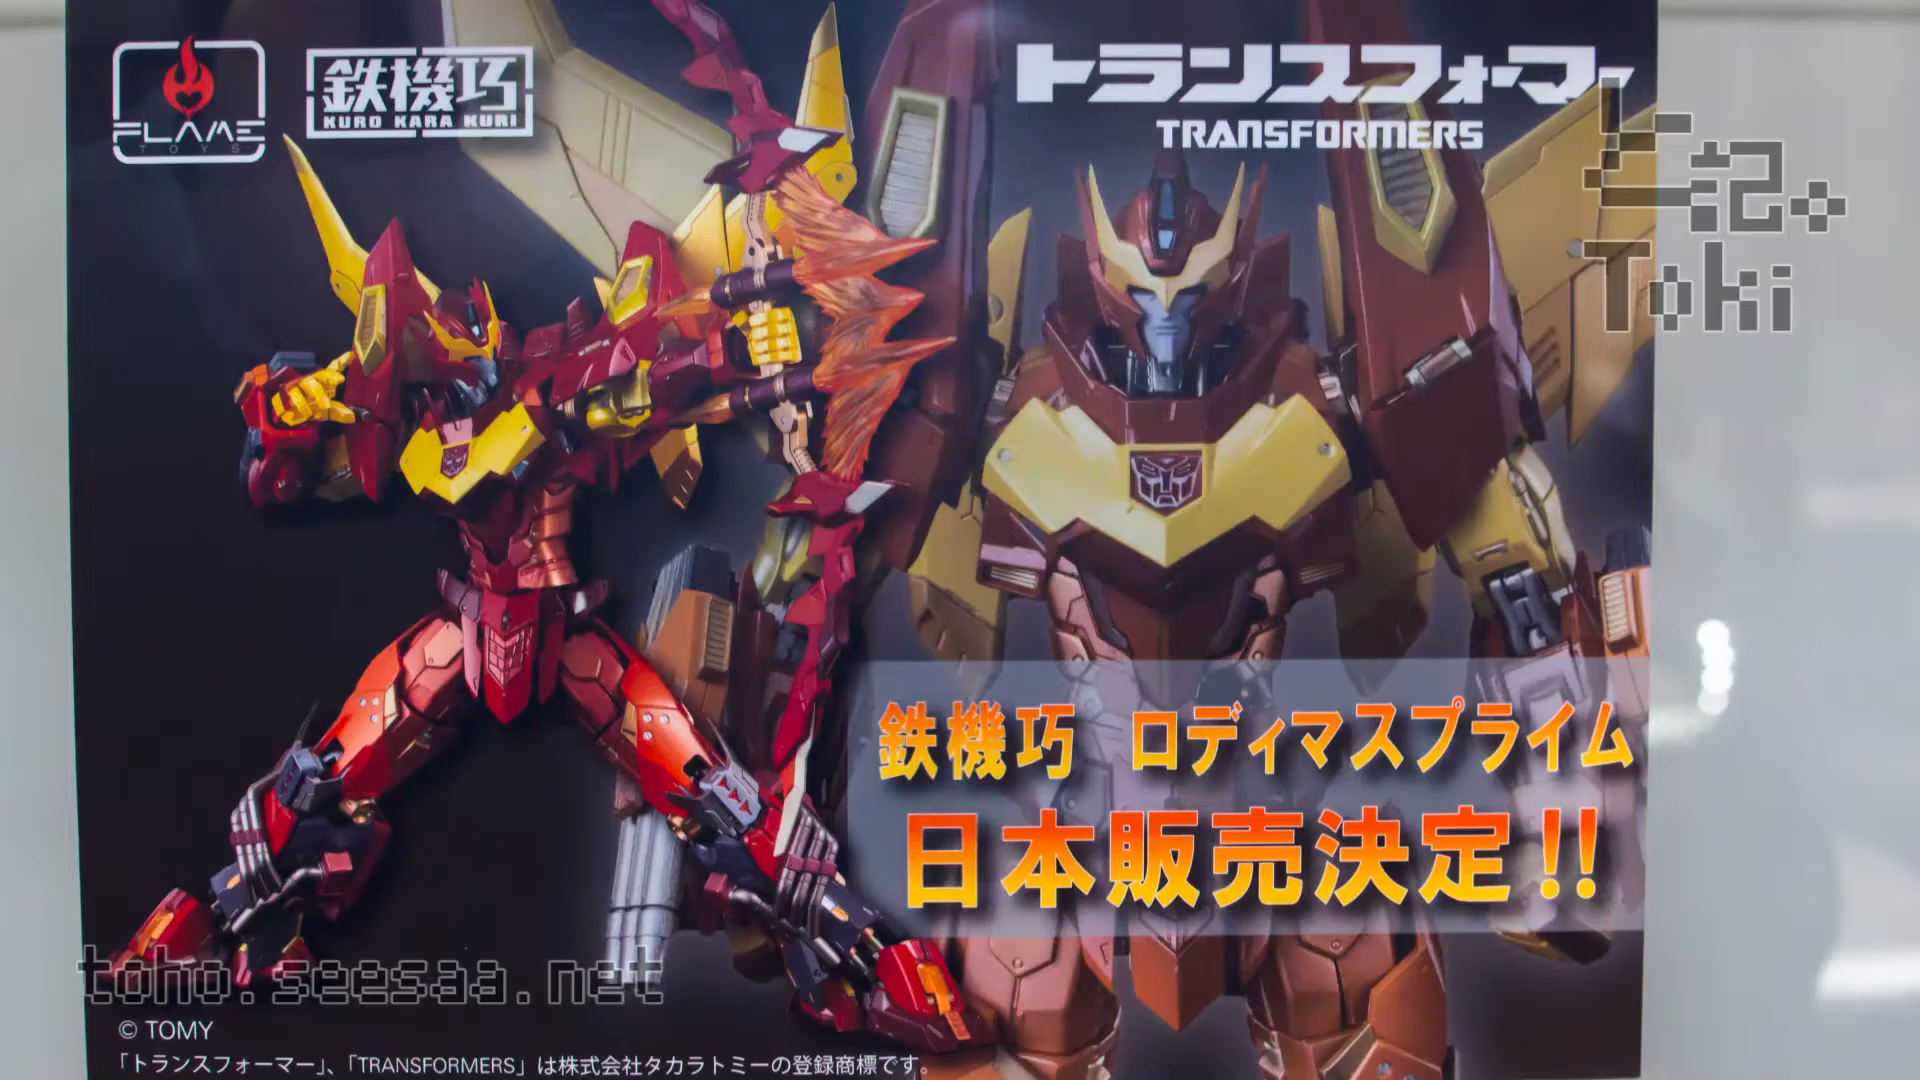 FLAME
TOYS
鉄機巧
KURO KARA KURI
トランスフォーマー
TRANSFORMERS
と記。
Toki
鉄機巧 ロディマスプライム
日本販売決定!!
toho.seesaa.net
© TOMY
「トランスフォーマー」、「TRANSFORMERS」は株式会社タカラトミーの登録商標です。